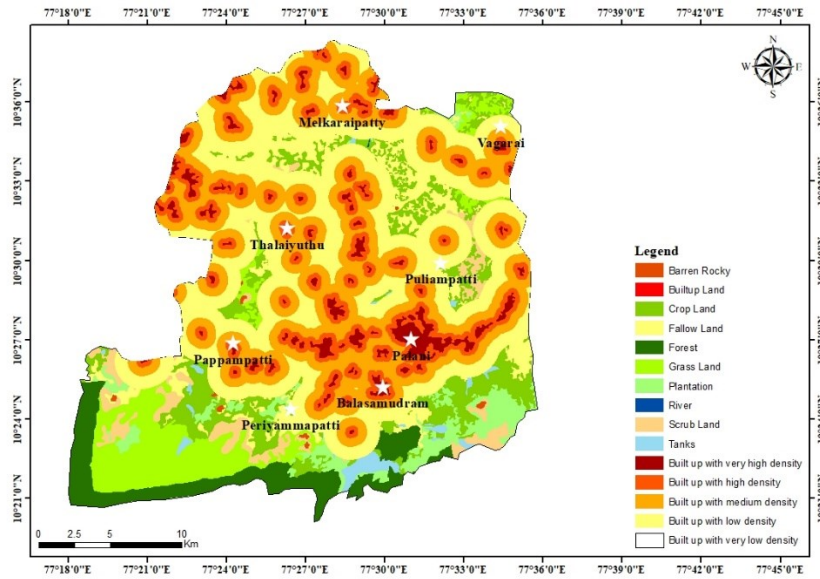 77°18'0"E 77°21'0"E 77°24'0"E 77°27'0"E 77°30'0"E 77°33'0"E 77°36'0"E 77°39'0"E 77°42'0"E 77°45'0"E
N
W E
S
10°36'0"N
10°33'0"N
10°30'0"N
10°27'0"N
10°24'0"N
10°21'0"N
Melkaraipatty
Vagarai
Thalaiyuthu
Puliampatti
Pappampatti
Palani
Balasamudram
Periyammapatti
Legend
Barren Rocky
Builtup Land
Crop Land
Fallow Land
Forest
Grass Land
Plantation
River
Scrub Land
Tanks
Built up with very high density
Built up with high density
Built up with medium density
Built up with low density
Built up with very low density
0 2.5 5 10
Km
77°18'0"E 77°21'0"E 77°24'0"E 77°27'0"E 77°30'0"E 77°33'0"E 77°36'0"E 77°39'0"E 77°42'0"E 77°45'0"E